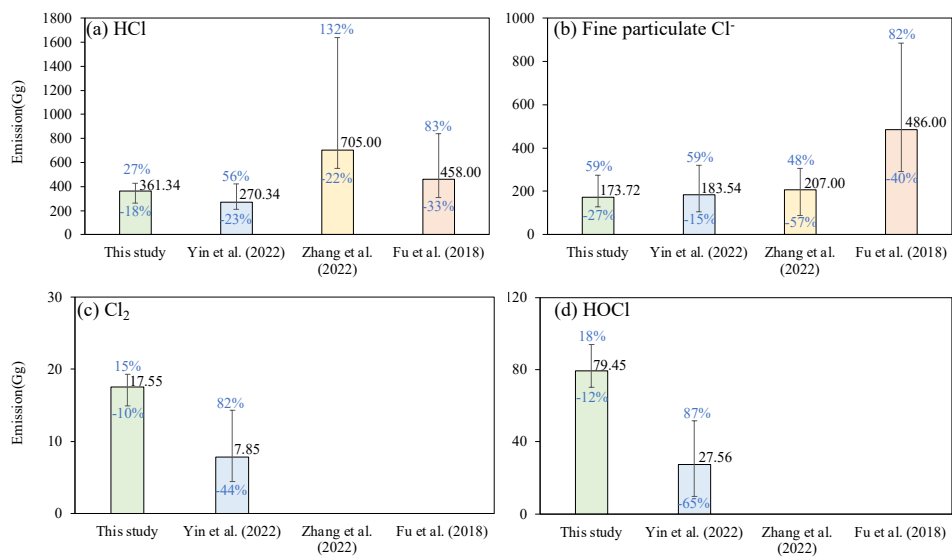 (a) HCl
Emission(Gg)
1800
1600
1400
1200
1000
800
600
400
200
0
27%
361.34
-18%
56%
270.34
-23%
132%
705.00
-22%
83%
458.00
-33%
This study
Yin et al. (2022)
Zhang et al.
(2022)
Fu et al. (2018)
(b) Fine particulate Cl⁻
1000
800
600
400
200
0
59%
173.72
-27%
59%
183.54
-15%
48%
207.00
-57%
82%
486.00
-40%
This study
Yin et al. (2022)
Zhang et al.
(2022)
Fu et al. (2018)
(c) Cl₂
Emission(Gg)
30
20
10
0
15%
17.55
-10%
82%
7.85
-44%
This study
Yin et al. (2022)
Zhang et al.
(2022)
Fu et al. (2018)
(d) HOCl
120
80
40
0
18%
79.45
-12%
87%
27.56
-65%
This study
Yin et al. (2022)
Zhang et al.
(2022)
Fu et al. (2018)